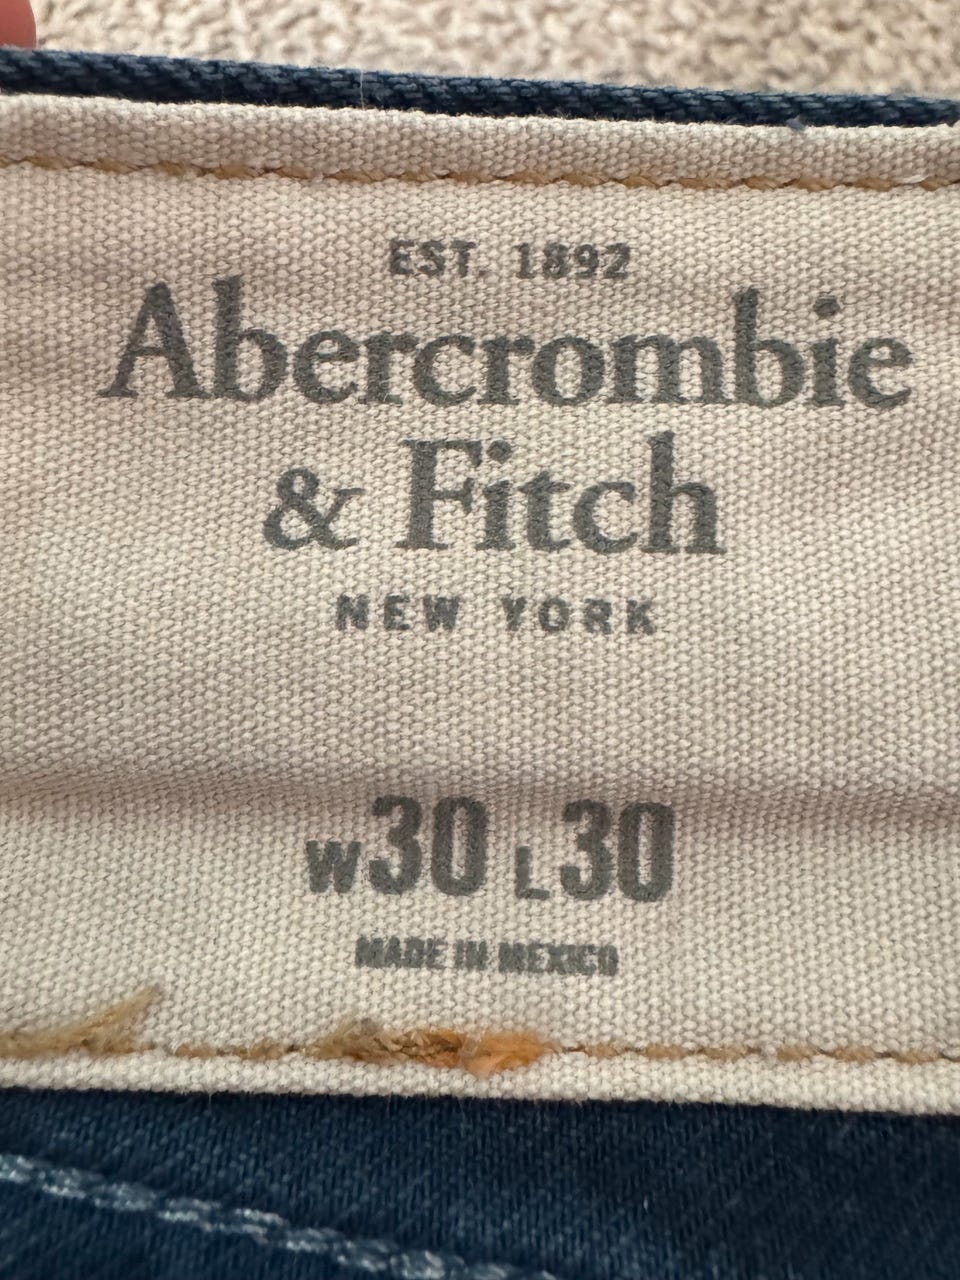 EST. 1892
Abercrombie
& Fitch
NEW YORK
W30 L30
MADE IN MEXICO